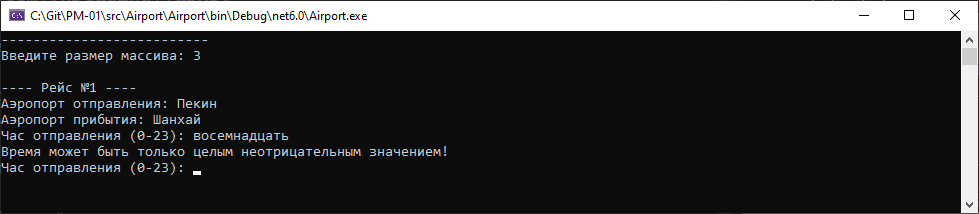 C:\Git\PM-01\src\Airport\Airport\bin\Debug\net6.0\Airport.exe
--------------------------
Введите размер массива: 3
---- Рейс №1 ----
Аэропорт отправления: Пекин
Аэропорт прибытия: Шанхай
Час отправления (0-23): восемнадцать
Время может быть только целым неотрицательным значением!
Час отправления (0-23):